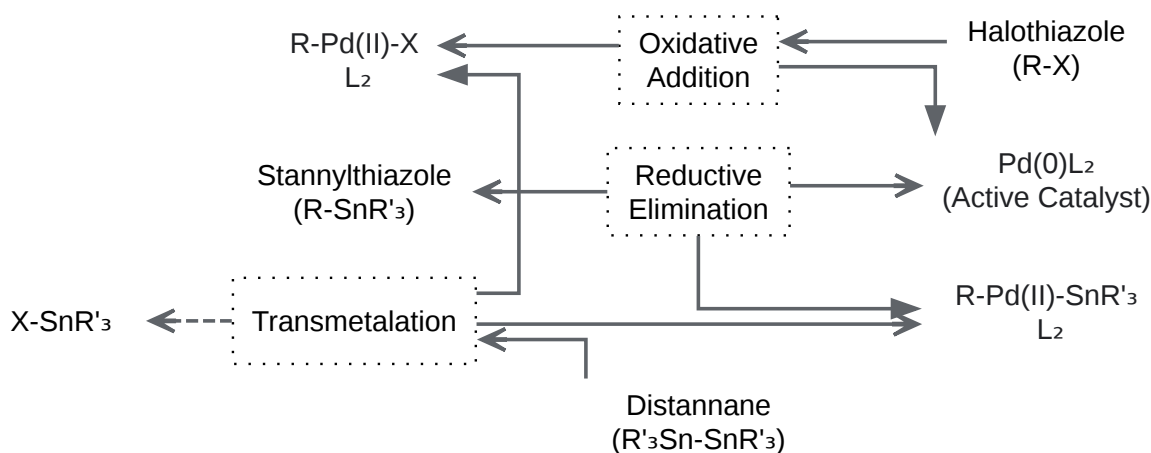 R-Pd(II)-X
L₂
Oxidative
Addition
Halothiazole
(R-X)
Stannylthiazole
(R-SnR'₃)
Reductive
Elimination
Pd(0)L₂
(Active Catalyst)
X-SnR'₃
Transmetalation
R-Pd(II)-SnR'₃
L₂
Distannane
(R'₃Sn-SnR'₃)